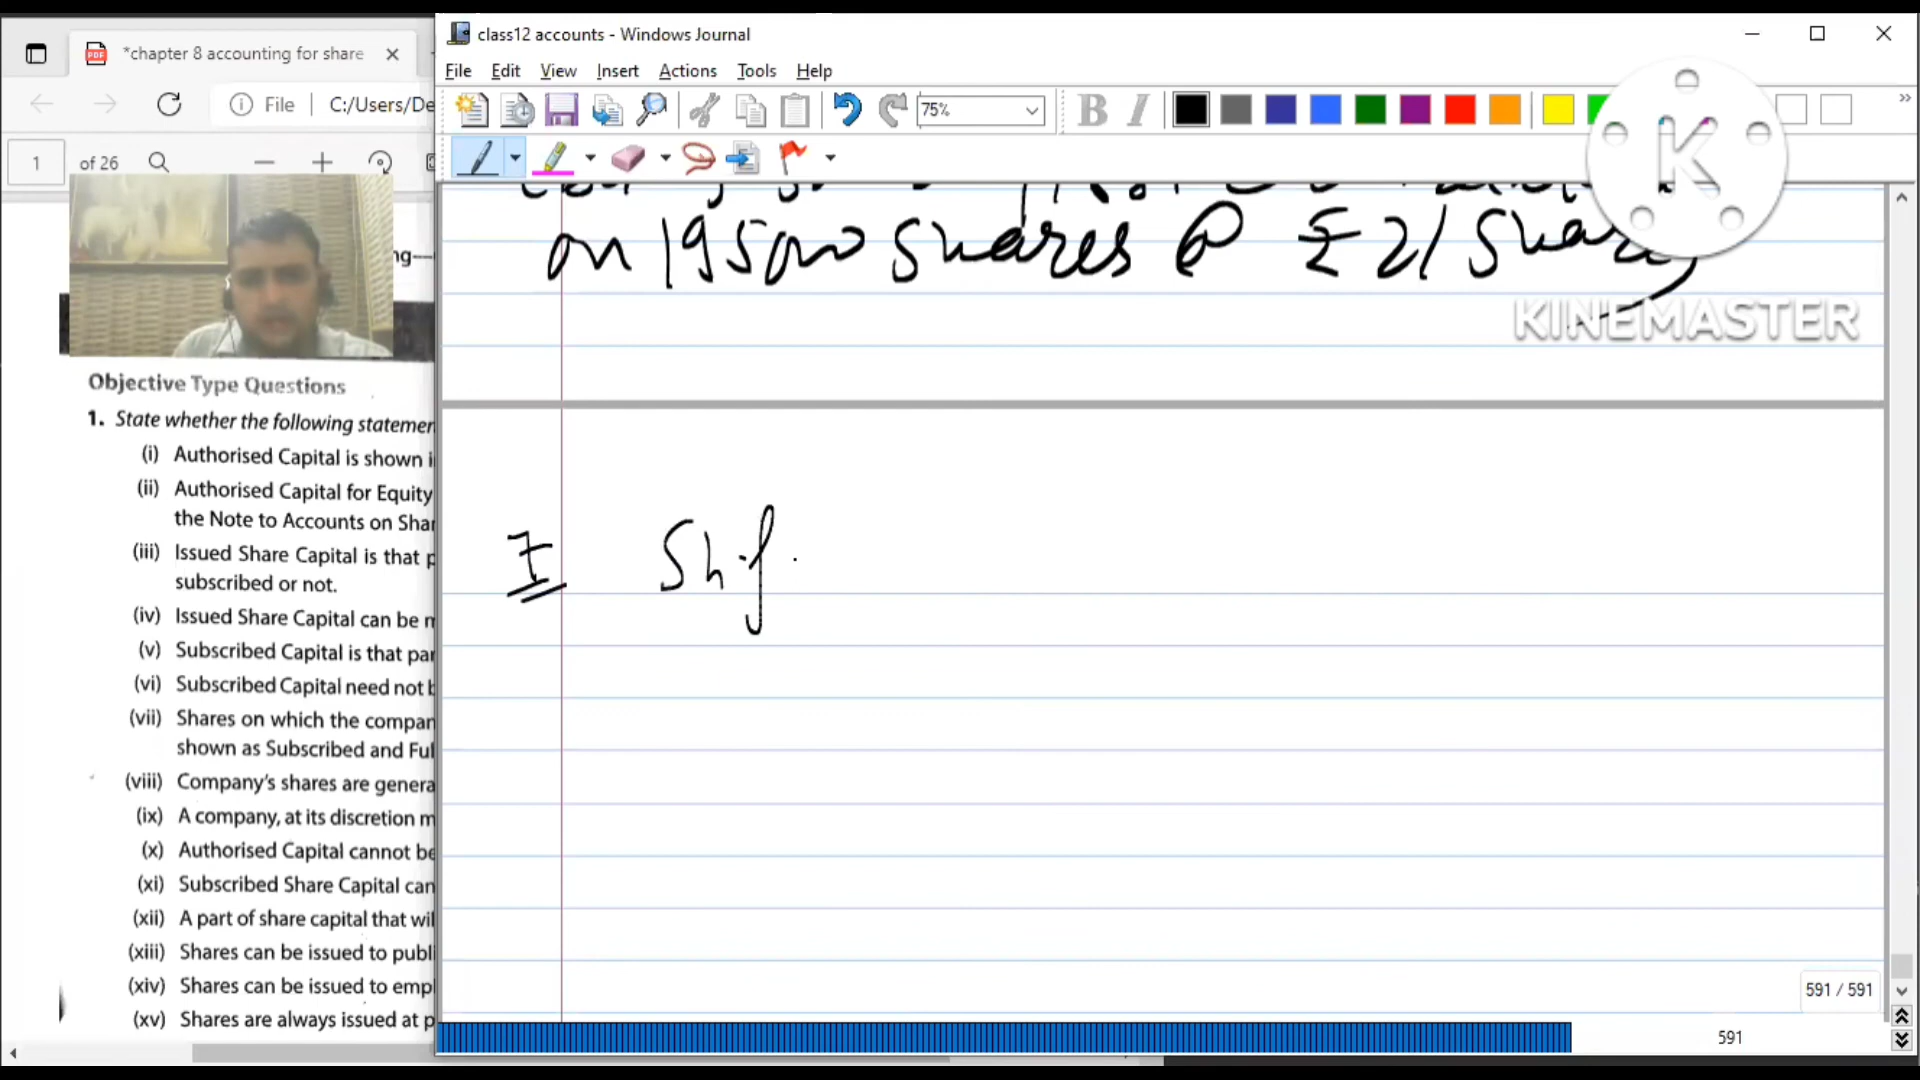 *chapter 8 accounting for share
File
C:/Users/De
1
of 26
Objective Type Questions
1. State whether the following statemen
(i) Authorised Capital is shown i
(ii) Authorised Capital for Equity
the Note to Accounts on Shar
(iii) Issued Share Capital is that p
subscribed or not.
(iv) Issued Share Capital can be m
(v) Subscribed Capital is that par
(vi) Subscribed Capital need not b
(vii) Shares on which the compan
shown as Subscribed and Ful
(viii) Company's shares are genera
(ix) A company, at its discretion m
(x) Authorised Capital cannot be
(xi) Subscribed Share Capital can
(xii) A part of share capital that wil
(xiii) Shares can be issued to publi
(xiv) Shares can be issued to empl
(xv) Shares are always issued at p
class12 accounts - Windows Journal
File Edit View Insert Actions Tools Help
75%
B I
K
KINEMASTER
on 195000 Shares @ ₹ 2/ Share)
7 Sh.f.
591 / 591
591